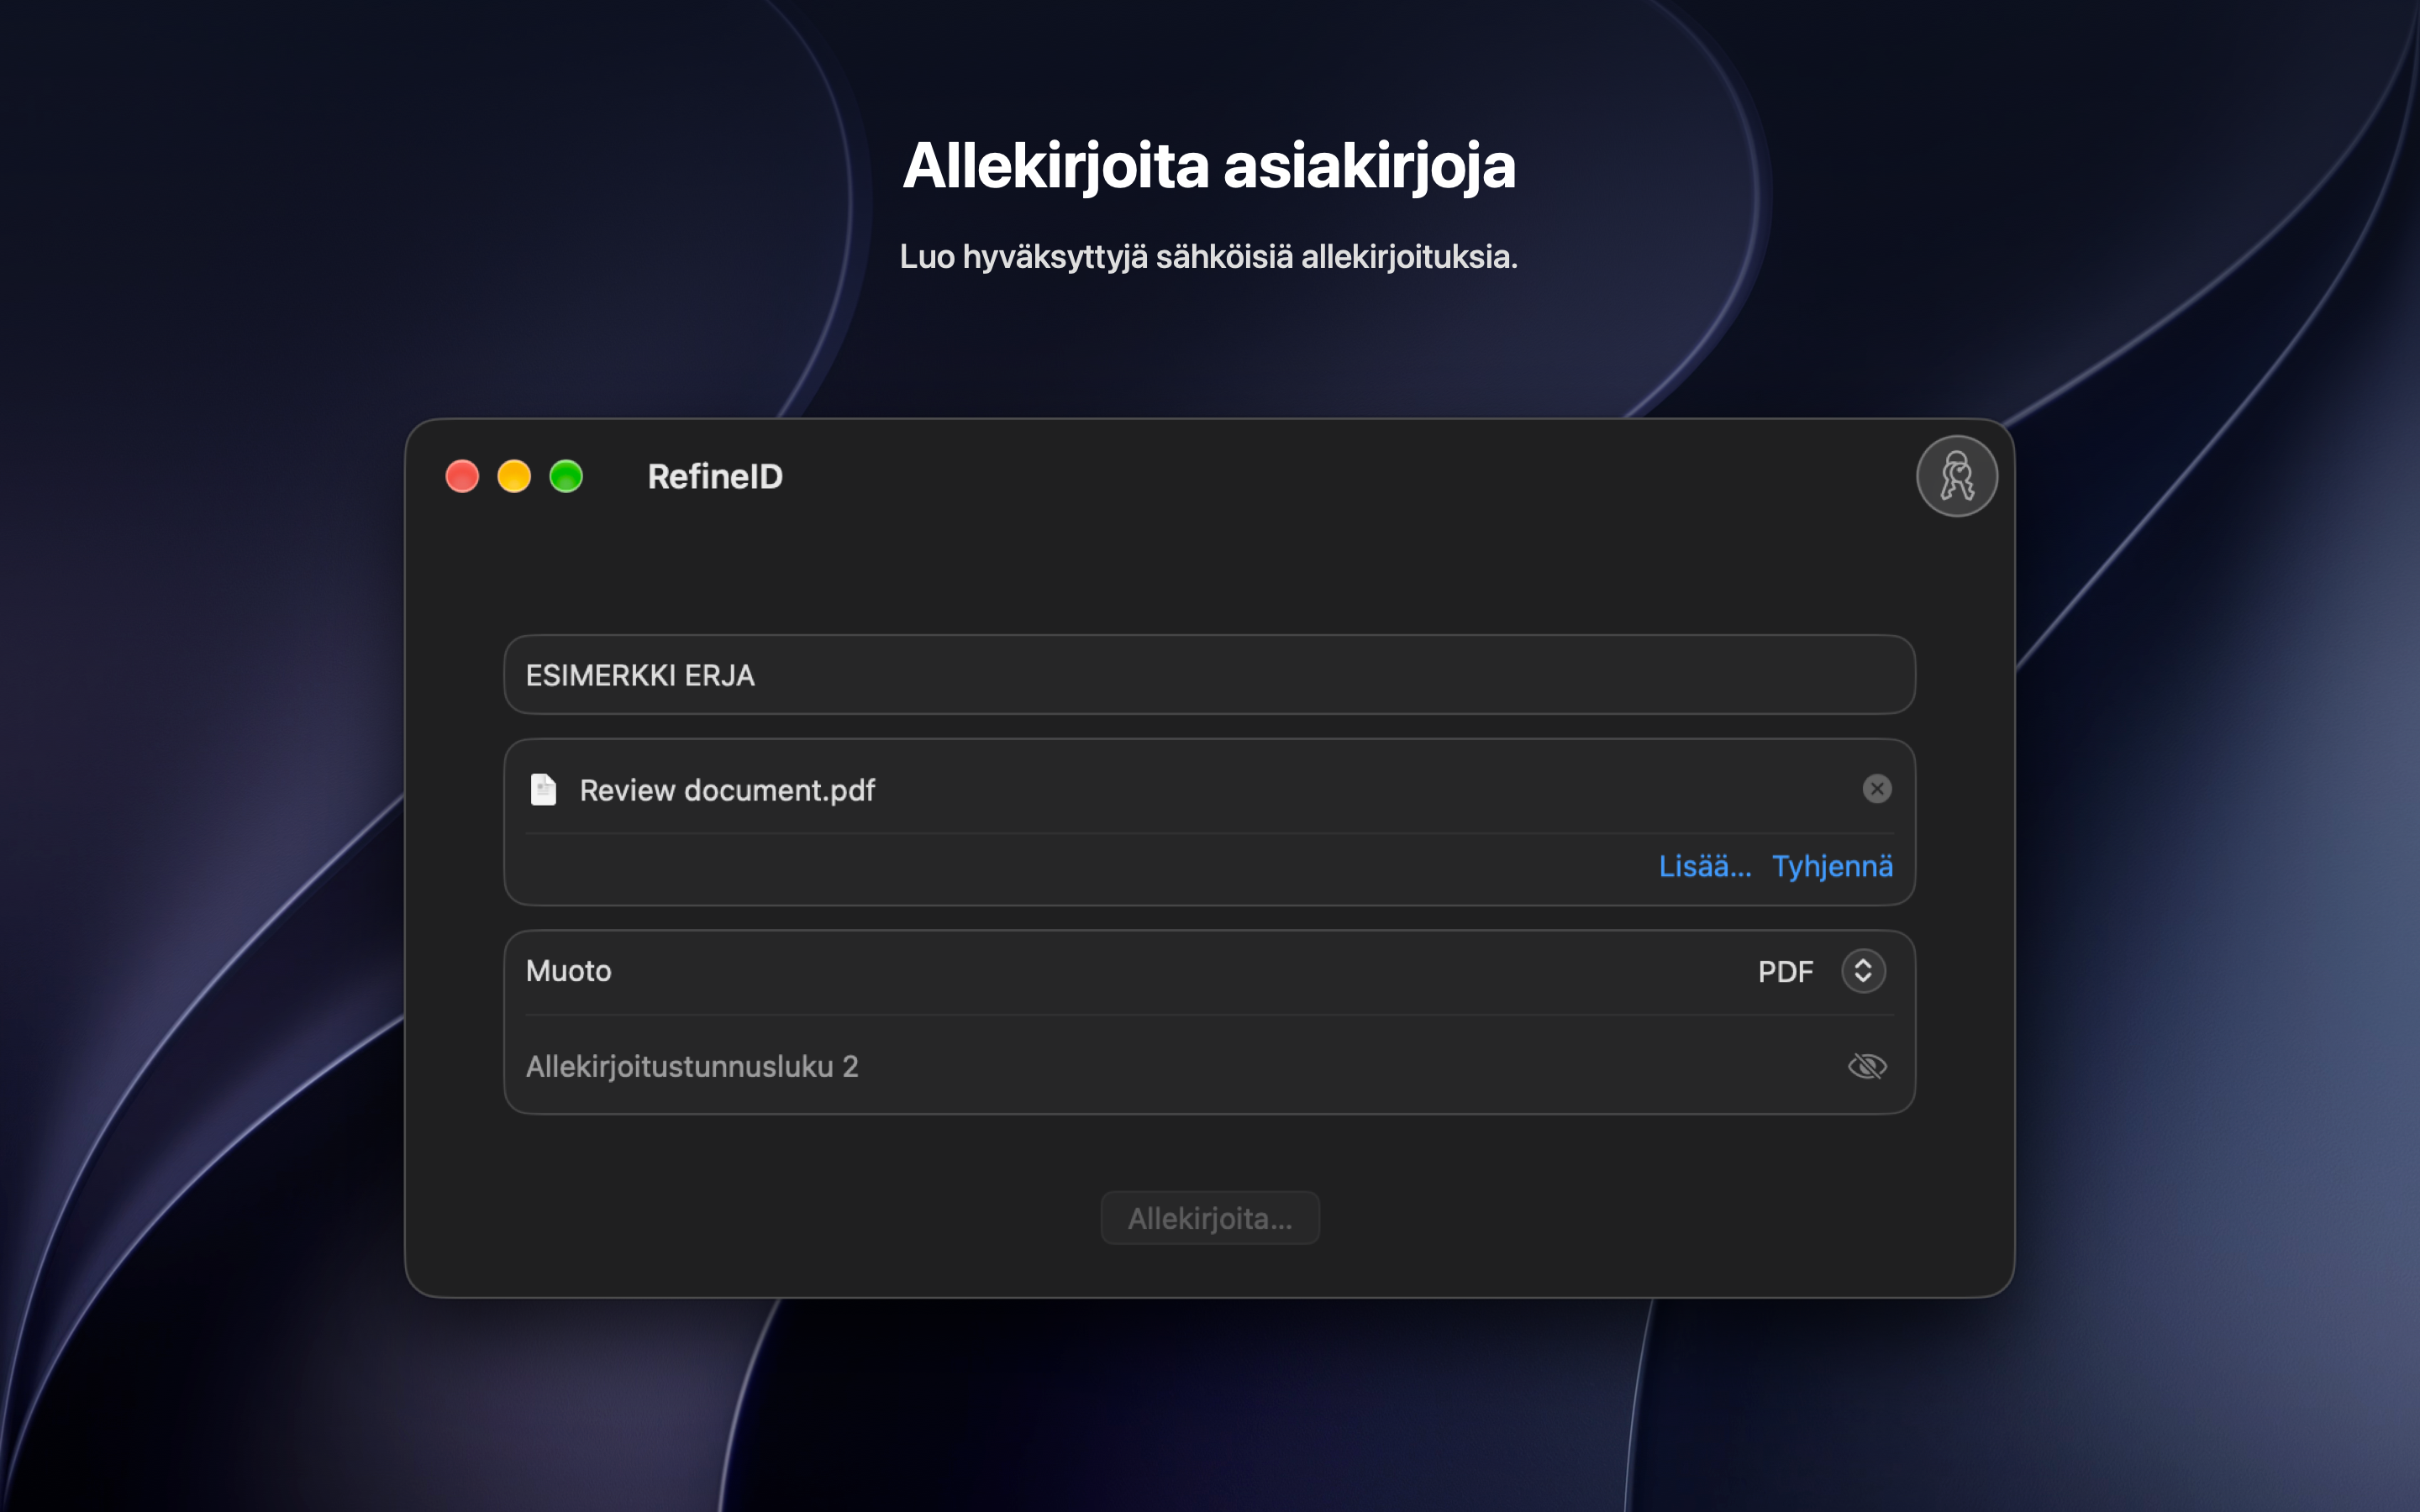 Allekirjoita asiakirjoja
Luo hyväksyttyjä sähköisiä allekirjoituksia.
RefineID
ESIMERKKI ERJA
Review document.pdf
Lisää... Tyhjennä
Muoto PDF
Allekirjoitustunnusluku 2
Allekirjoita...